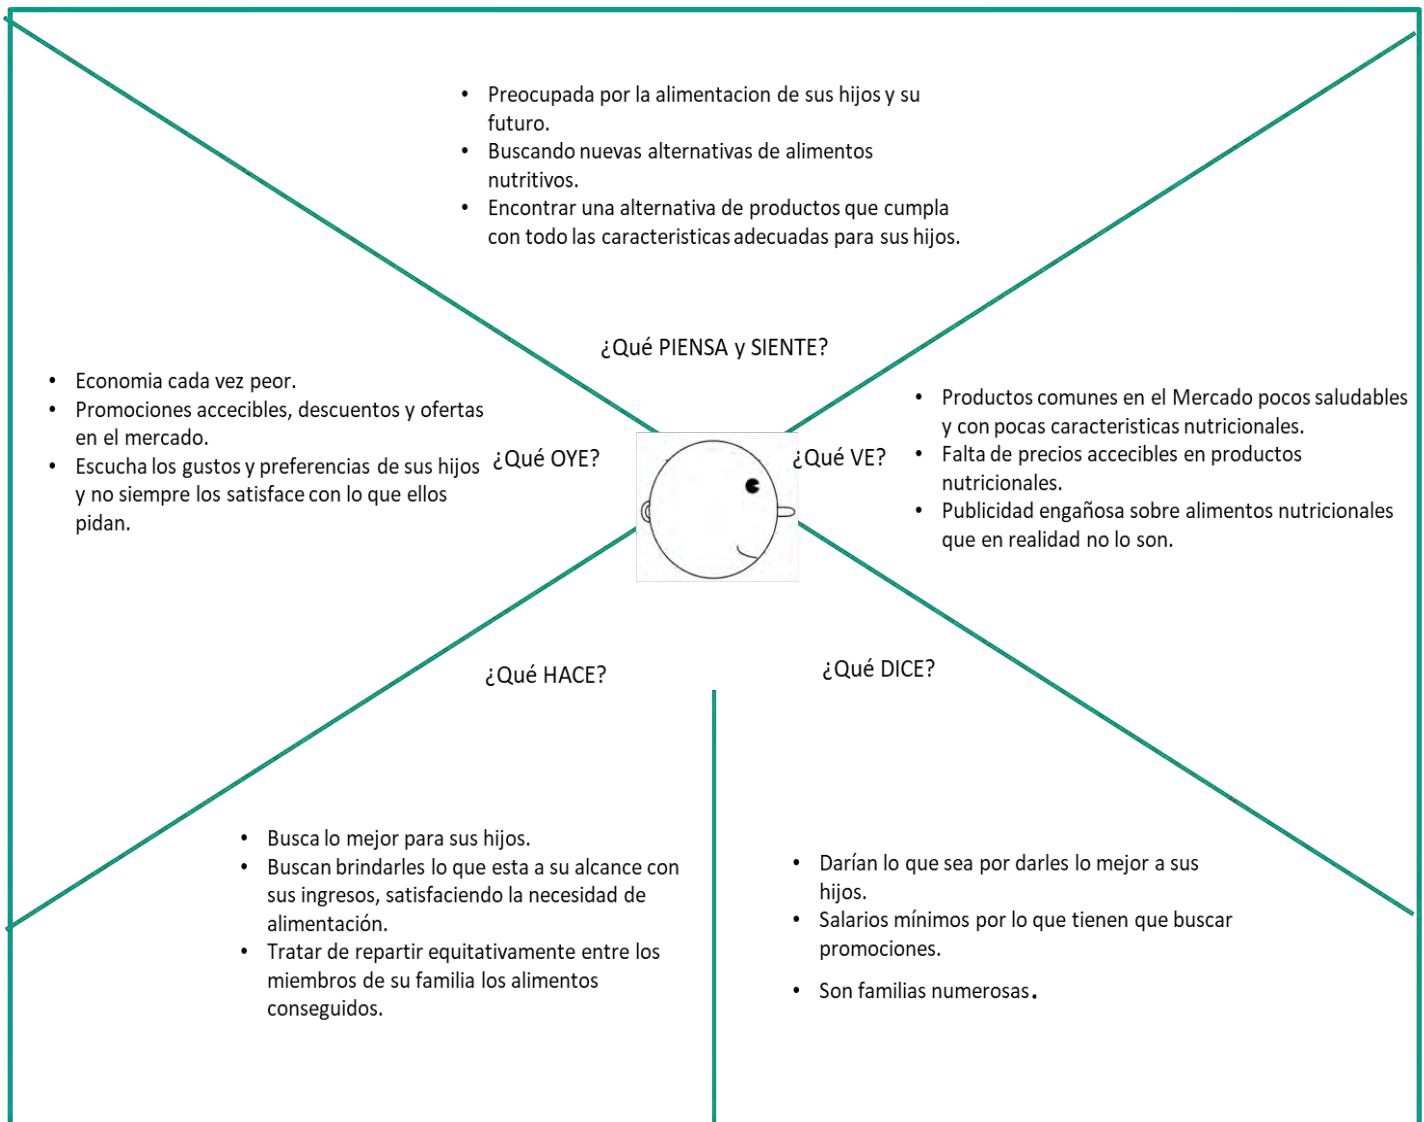 • Preocupada por la alimentacion de sus hijos y su
futuro.
• Buscando nuevas alternativas de alimentos
nutritivos.
• Encontrar una alternativa de productos que cumpla
con todo las caracteristicas adecuadas para sus hijos.
¿Qué PIENSA y SIENTE?
• Economia cada vez peor.
• Promociones accecibles, descuentos y ofertas
en el mercado.
• Escucha los gustos y preferencias de sus hijos
y no siempre los satisface con lo que ellos
pidan.
¿Qué OYE?
¿Qué VE?
• Productos comunes en el Mercado pocos saludables
y con pocas caracteristicas nutricionales.
• Falta de precios accecibles en productos
nutricionales.
• Publicidad engañosa sobre alimentos nutricionales
que en realidad no lo son.
¿Qué HACE?
• Busca lo mejor para sus hijos.
• Buscan brindarles lo que esta a su alcance con
sus ingresos, satisfaciendo la necesidad de
alimentación.
• Tratar de repartir equitativamente entre los
miembros de su familia los alimentos
conseguidos.
¿Qué DICE?
• Darían lo que sea por darles lo mejor a sus
hijos.
• Salarios mínimos por lo que tienen que buscar
promociones.
• Son familias numerosas.